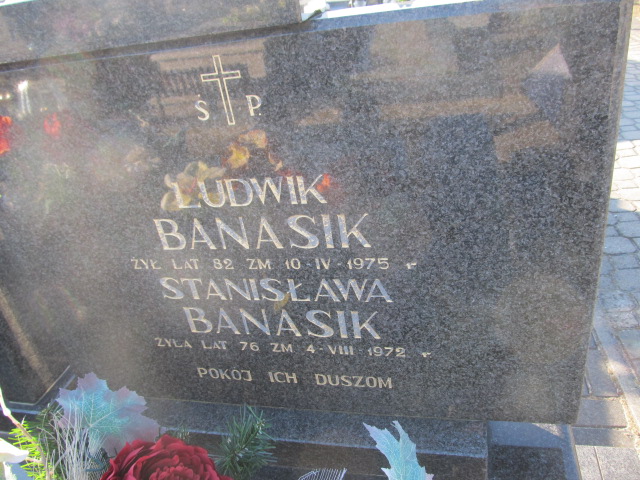 Ś P.
LUDWIK
BANASIK
ŻYŁ LAT 82 ZM 10-IV-1975 r
STANISŁAWA
BANASIK
ŻYŁA LAT 76 ZM 4-VIII 1972 r
POKÓJ ICH DUSZOM